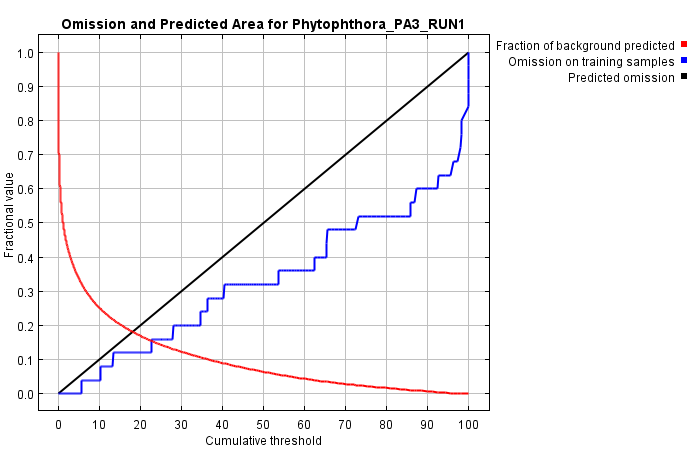 Omission and Predicted Area for Phytophthora_PA3_RUN1
Fraction of background predicted
Omission on training samples
Predicted omission
1.0
0.9
0.8
0.7
0.6
0.5
0.4
0.3
0.2
0.1
0.0
Fractional value
0 10 20 30 40 50 60 70 80 90 100
Cumulative threshold